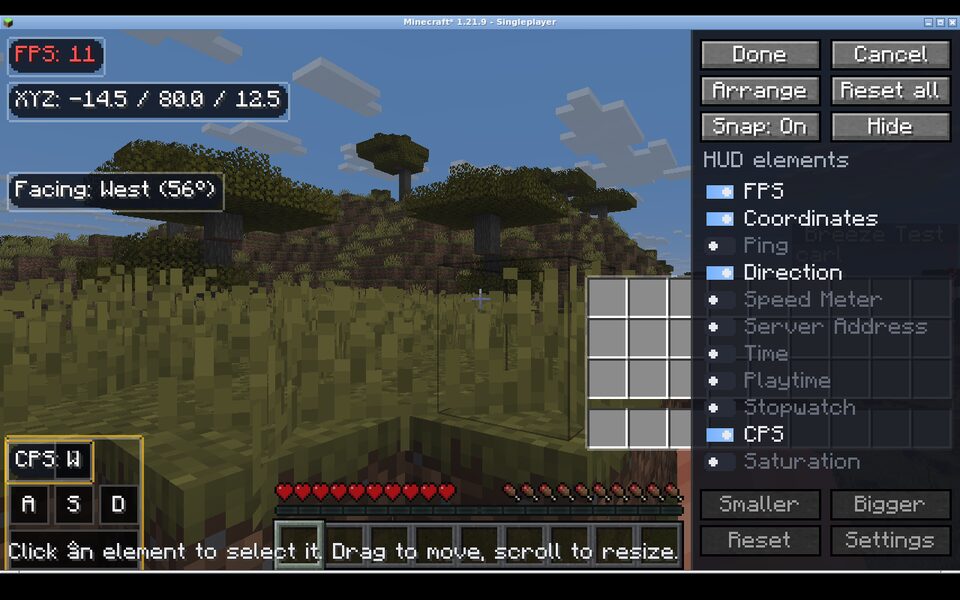 Minecraft* 1.21.9 - Singleplayer
FPS: 11
XYZ: -14.5 / 80.0 / 12.5
Facing: West (56°)
CPS W
A S D
Click an element to select it. Drag to move, scroll to resize.
Done Cancel
Arrange Reset all
Snap: On Hide
HUD elements
FPS
Coordinates
Ping
Direction
Speed Meter
Server Address
Time
Playtime
Stopwatch
CPS
Saturation
Smaller Bigger
Reset Settings